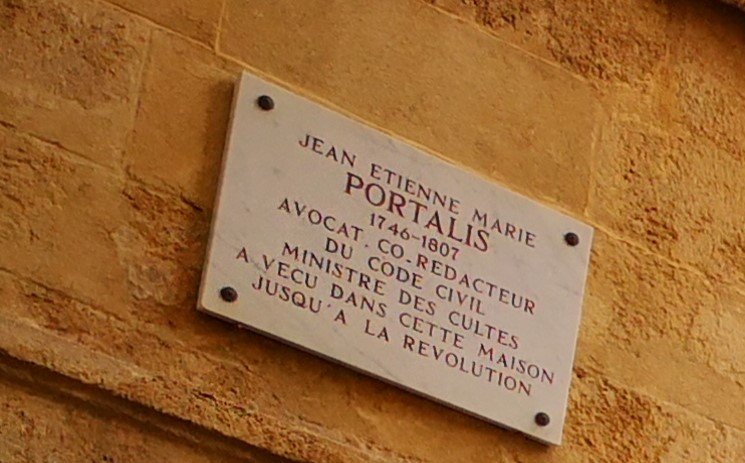 JEAN ETIENNE MARIE
PORTALIS
1746-1807
AVOCAT. CO-REDACTEUR
DU CODE CIVIL
MINISTRE DES CULTES
A VECU DANS CETTE MAISON
JUSQU'A LA REVOLUTION